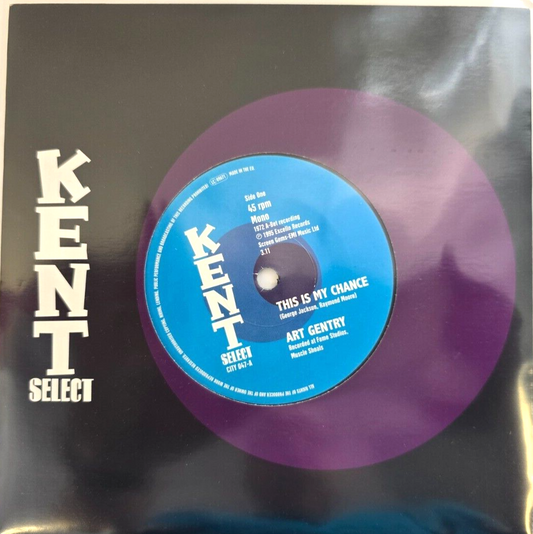 KENT
SELECT
MADE IN THE EU.
Side One
45 rpm
Mono
1972 A-Bet recording
℗ 1995 Excello Records
Screen Gems-EMI Music Ltd
2.11
KENT
SELECT
CITY 047-A
THIS IS MY CHANCE
(George Jackson, Raymond Moore)
ART GENTRY
Recorded at Fame Studios,
Muscle Shoals